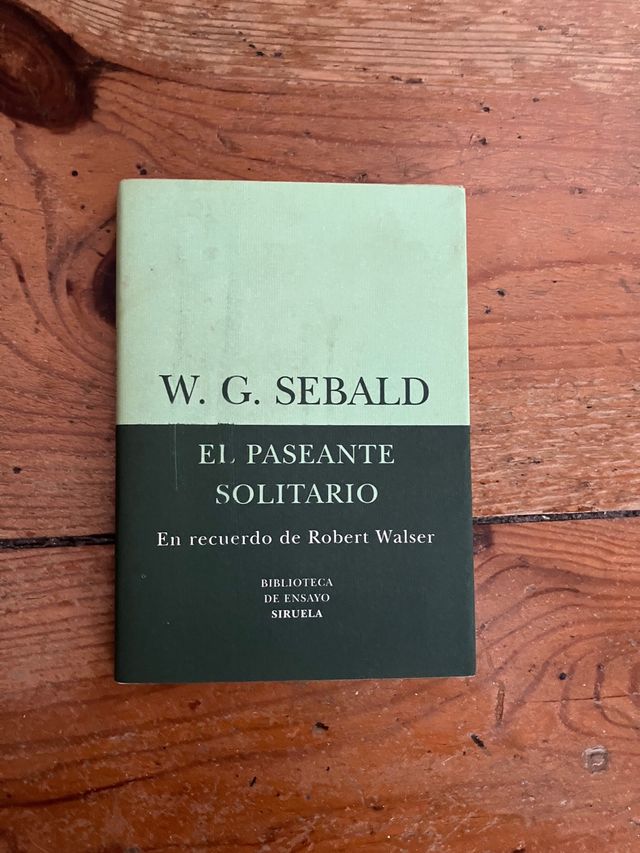 W. G. SEBALD
EL PASEANTE
SOLITARIO
En recuerdo de Robert Walser
BIBLIOTECA
DE ENSAYO
SIRUELA